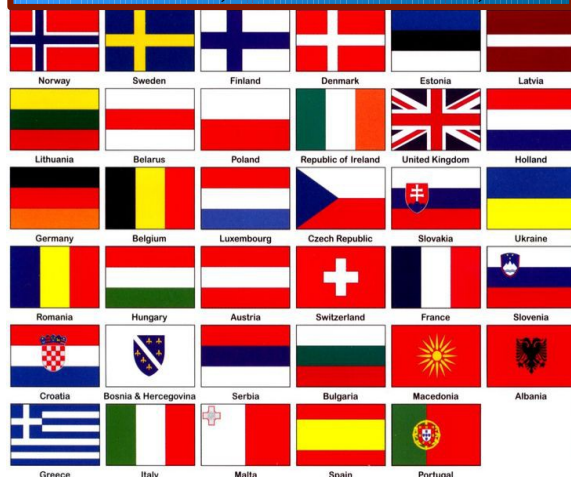 Norway Sweden Finland Denmark Estonia Latvia
Lithuania Belarus Poland Republic of Ireland United Kingdom Holland
Germany Belgium Luxembourg Czech Republic Slovakia Ukraine
Romania Hungary Austria Switzerland France Slovenia
Croatia Bosnia & Hercegovina Serbia Bulgaria Macedonia Albania
Greece Italy Malta Spain Portugal